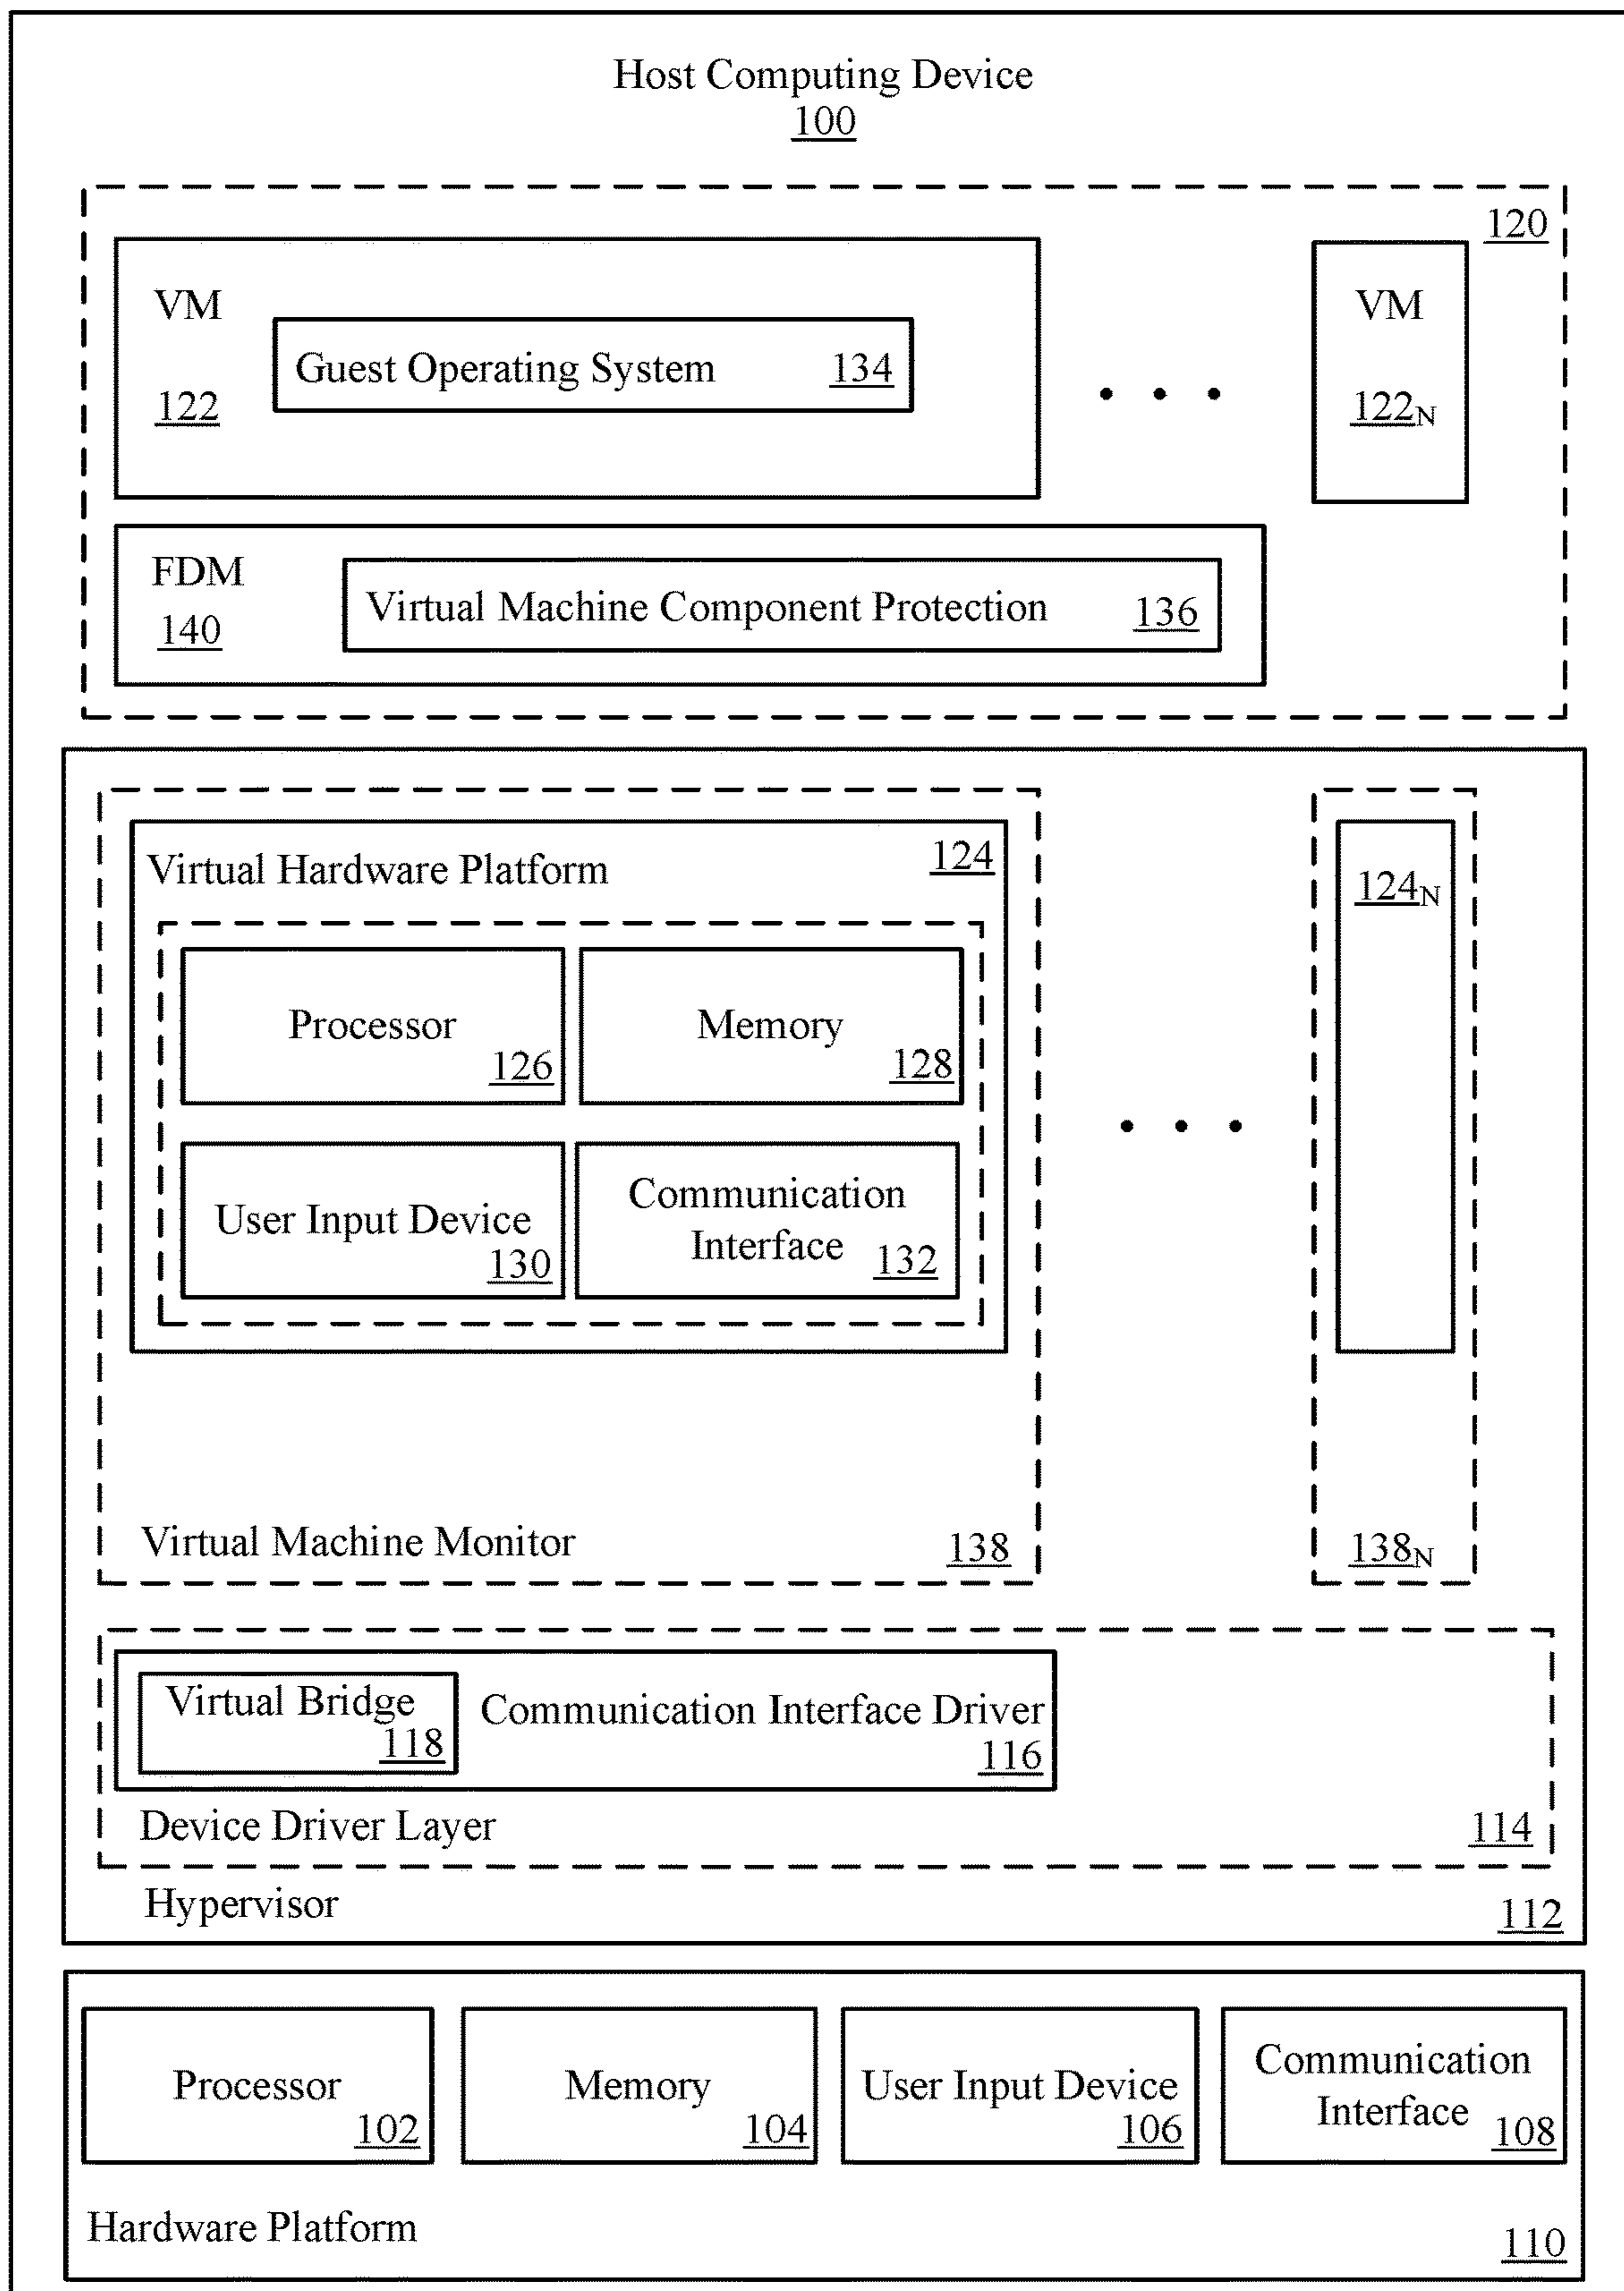 Host Computing Device
100
120
VM
122
Guest Operating System 134
VM
122N
FDM
140
Virtual Machine Component Protection 136
Virtual Hardware Platform 124
Processor
126
Memory
128
User Input Device
130
Communication
Interface 132
124N
Virtual Machine Monitor 138
138N
Virtual Bridge
118
Communication Interface Driver
116
Device Driver Layer 114
Hypervisor 112
Processor
102
Memory
104
User Input Device
106
Communication
Interface 108
Hardware Platform 110